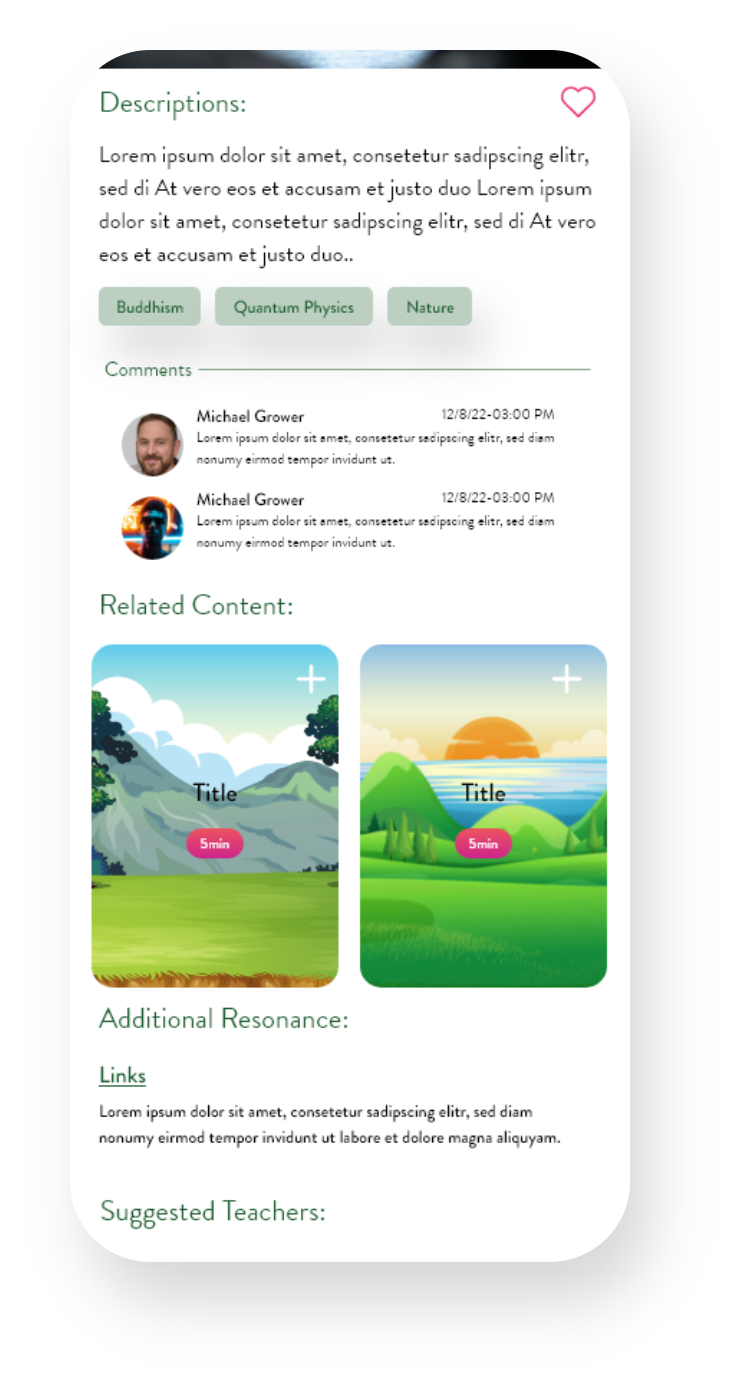 Descriptions:
Lorem ipsum dolor sit amet, consetetur sadipscing elitr,
sed di At vero eos et accusam et justo duo Lorem ipsum
dolor sit amet, consetetur sadipscing elitr, sed di At vero
eos et accusam et justo duo..
Buddhism Quantum Physics Nature
Comments
Michael Grower 12/8/22-03:00 PM
Lorem ipsum dolor sit amet, consetetur sadipscing elitr, sed diam
nonumy eirmod tempor invidunt ut.
Michael Grower 12/8/22-03:00 PM
Lorem ipsum dolor sit amet, consetetur sadipscing elitr, sed diam
nonumy eirmod tempor invidunt ut.
Related Content:
Title Title
5min 5min
Additional Resonance:
Links
Lorem ipsum dolor sit amet, consetetur sadipscing elitr, sed diam
nonumy eirmod tempor invidunt ut labore et dolore magna aliquyam.
Suggested Teachers: